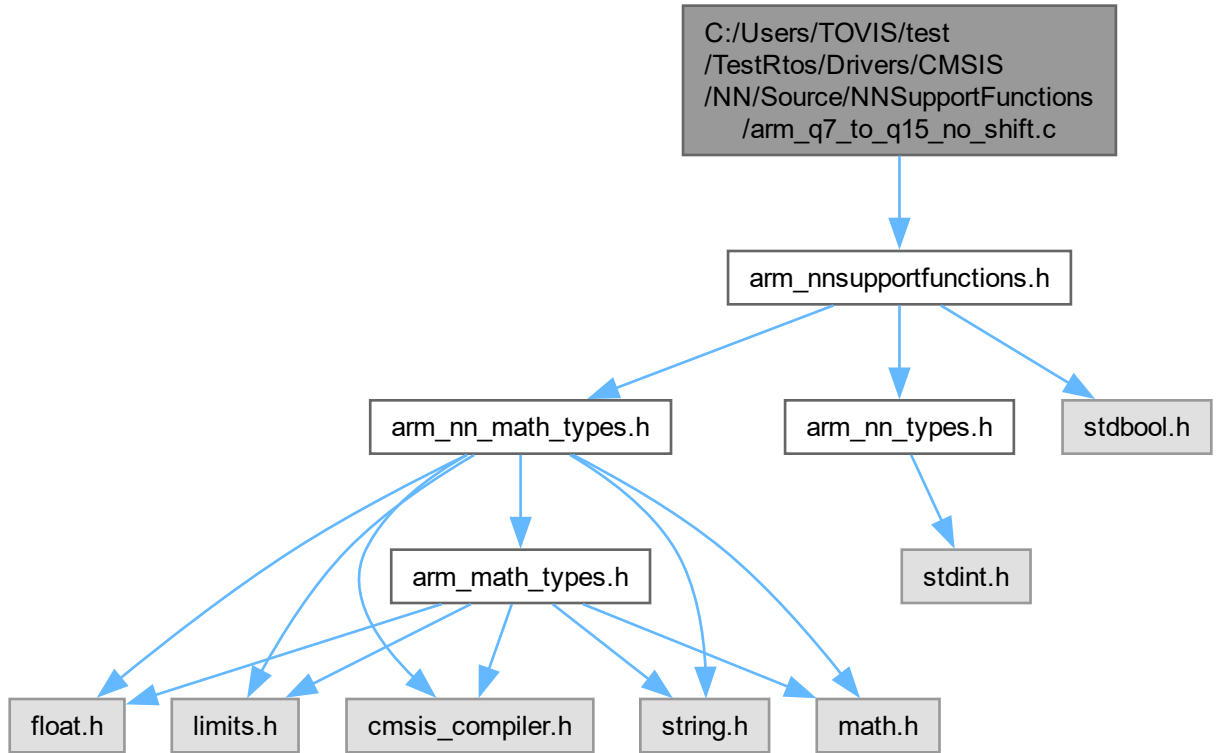 C:/Users/TOVIS/test
/TestRtos/Drivers/CMSIS
/NN/Source/NNSupportFunctions
/arm_q7_to_q15_no_shift.c
arm_nnsupportfunctions.h
arm_nn_math_types.h
arm_nn_types.h
stdbool.h
arm_math_types.h
stdint.h
float.h
limits.h
cmsis_compiler.h
string.h
math.h